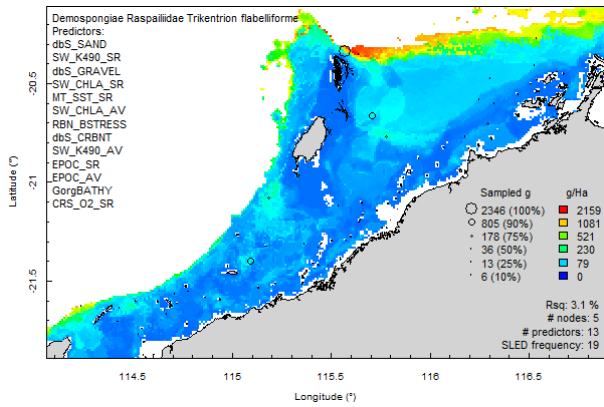 Demospongiae Raspailiidae Trikentrion flabelliforme
Predictors:
dbS_SAND
SW_K490_SR
dbS_GRAVEL
SW_CHLA_SR
MT_SST_SR
SW_CHLA_AV
RBN_BSTRESS
dbS_CRBNT
SW_K490_AV
EPOC_SR
EPOC_AV
GorgBATHY
CRS_O2_SR
-20.5
-21
-21.5
Latitude (°)
Sampled g g/Ha
2346 (100%) 2159
805 (90%) 1081
178 (75%) 521
36 (50%) 230
13 (25%) 79
6 (10%) 0
Rsq: 3.1 %
# nodes: 5
# predictors: 13
SLED frequency: 19
114.5 115 115.5 116 116.5
Longitude (°)